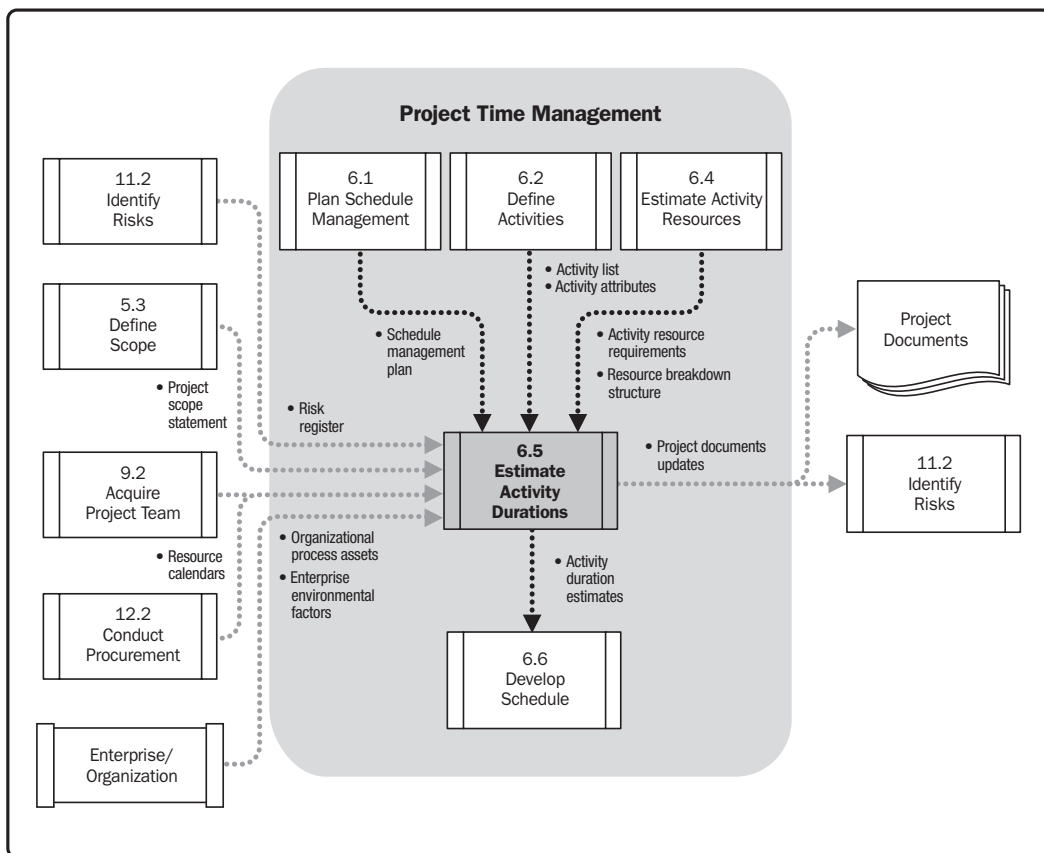 Project Time Management
11.2
Identify
Risks
6.1
Plan Schedule
Management
6.2
Define
Activities
6.4
Estimate Activity
Resources
• Activity list
• Activity attributes
5.3
Define
Scope
Project
Documents
• Schedule
management
plan
• Activity resource
requirements
• Resource breakdown
structure
• Project
scope
statement
• Risk
register
6.5
Estimate
Activity
Durations
• Project documents
updates
11.2
Identify
Risks
9.2
Acquire
Project Team
• Resource
calendars
• Organizational
process assets
• Enterprise
environmental
factors
• Activity
duration
estimates
12.2
Conduct
Procurement
6.6
Develop
Schedule
Enterprise/
Organization